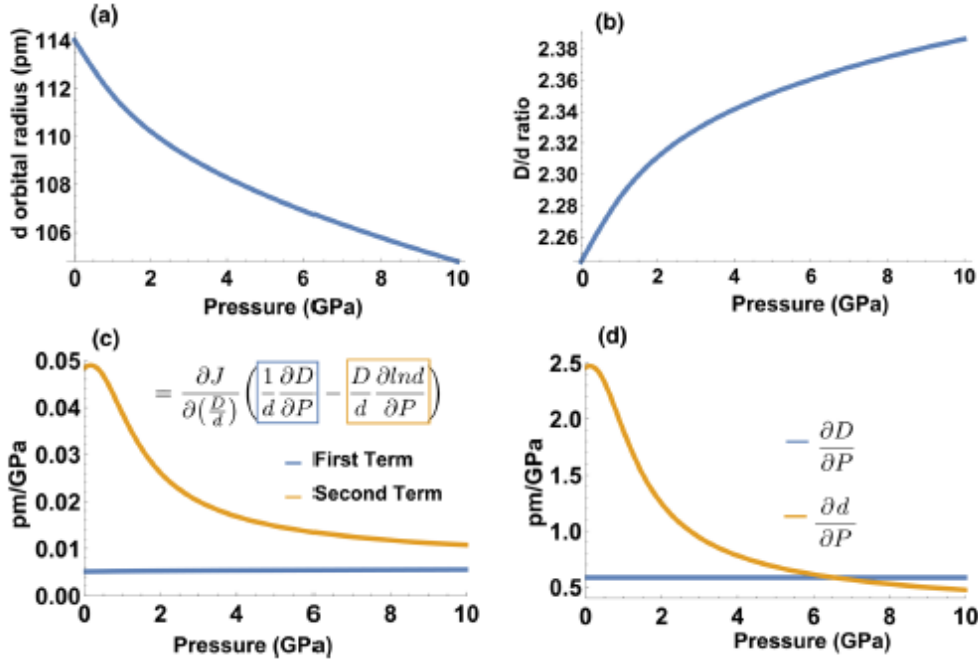 (a)
d orbital radius (pm)
114
112
110
108
106
0 2 4 6 8 10
Pressure (GPa)
(b)
D/d ratio
2.38
2.36
2.34
2.32
2.30
2.28
2.26
0 2 4 6 8 10
Pressure (GPa)
(c)
pm/GPa
0.05
0.04
0.03
0.02
0.01
0.00
= ∂J/∂(D/d) (1/d ∂D/∂P − D/d ∂lnd/∂P)
First Term
Second Term
0 2 4 6 8 10
Pressure (GPa)
(d)
pm/GPa
2.5
2.0
1.5
1.0
0.5
∂D/∂P
∂d/∂P
0 2 4 6 8 10
Pressure (GPa)